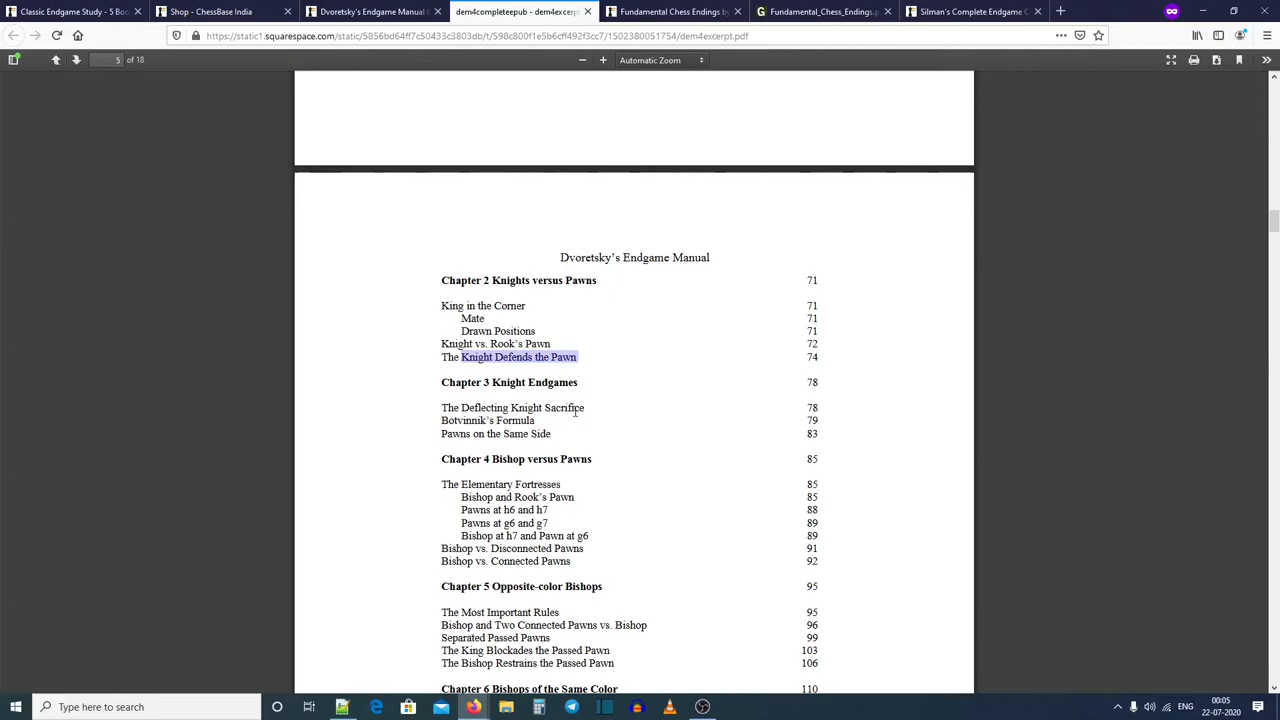 Classic Endgame Study - 5 Boo
Shop - ChessBase India
Dvoretsky's Endgame Manual
dem4completeepub - dem4excerpt
Fundamental Chess Endings by
Fundamental_Chess_Endings.p
Silman's Complete Endgame C
https://static1.squarespace.com/static/5856bd64ff7c50433c3803db/t/598c800f1e5b6cff492f3cc7/1502380051754/dem4excerpt.pdf
5 of 18
Automatic Zoom
Dvoretsky's Endgame Manual
Chapter 2 Knights versus Pawns 71
King in the Corner 71
Mate 71
Drawn Positions 71
Knight vs. Rook's Pawn 72
The Knight Defends the Pawn 74
Chapter 3 Knight Endgames 78
The Deflecting Knight Sacrifice 78
Botvinnik's Formula 79
Pawns on the Same Side 83
Chapter 4 Bishop versus Pawns 85
The Elementary Fortresses 85
Bishop and Rook's Pawn 85
Pawns at h6 and h7 88
Pawns at g6 and g7 89
Bishop at h7 and Pawn at g6 89
Bishop vs. Disconnected Pawns 91
Bishop vs. Connected Pawns 92
Chapter 5 Opposite-color Bishops 95
The Most Important Rules 95
Bishop and Two Connected Pawns vs. Bishop 96
Separated Passed Pawns 99
The King Blockades the Passed Pawn 103
The Bishop Restrains the Passed Pawn 106
Chapter 6 Bishops of the Same Color 110
Type here to search
ENG
00:05
22-07-2020